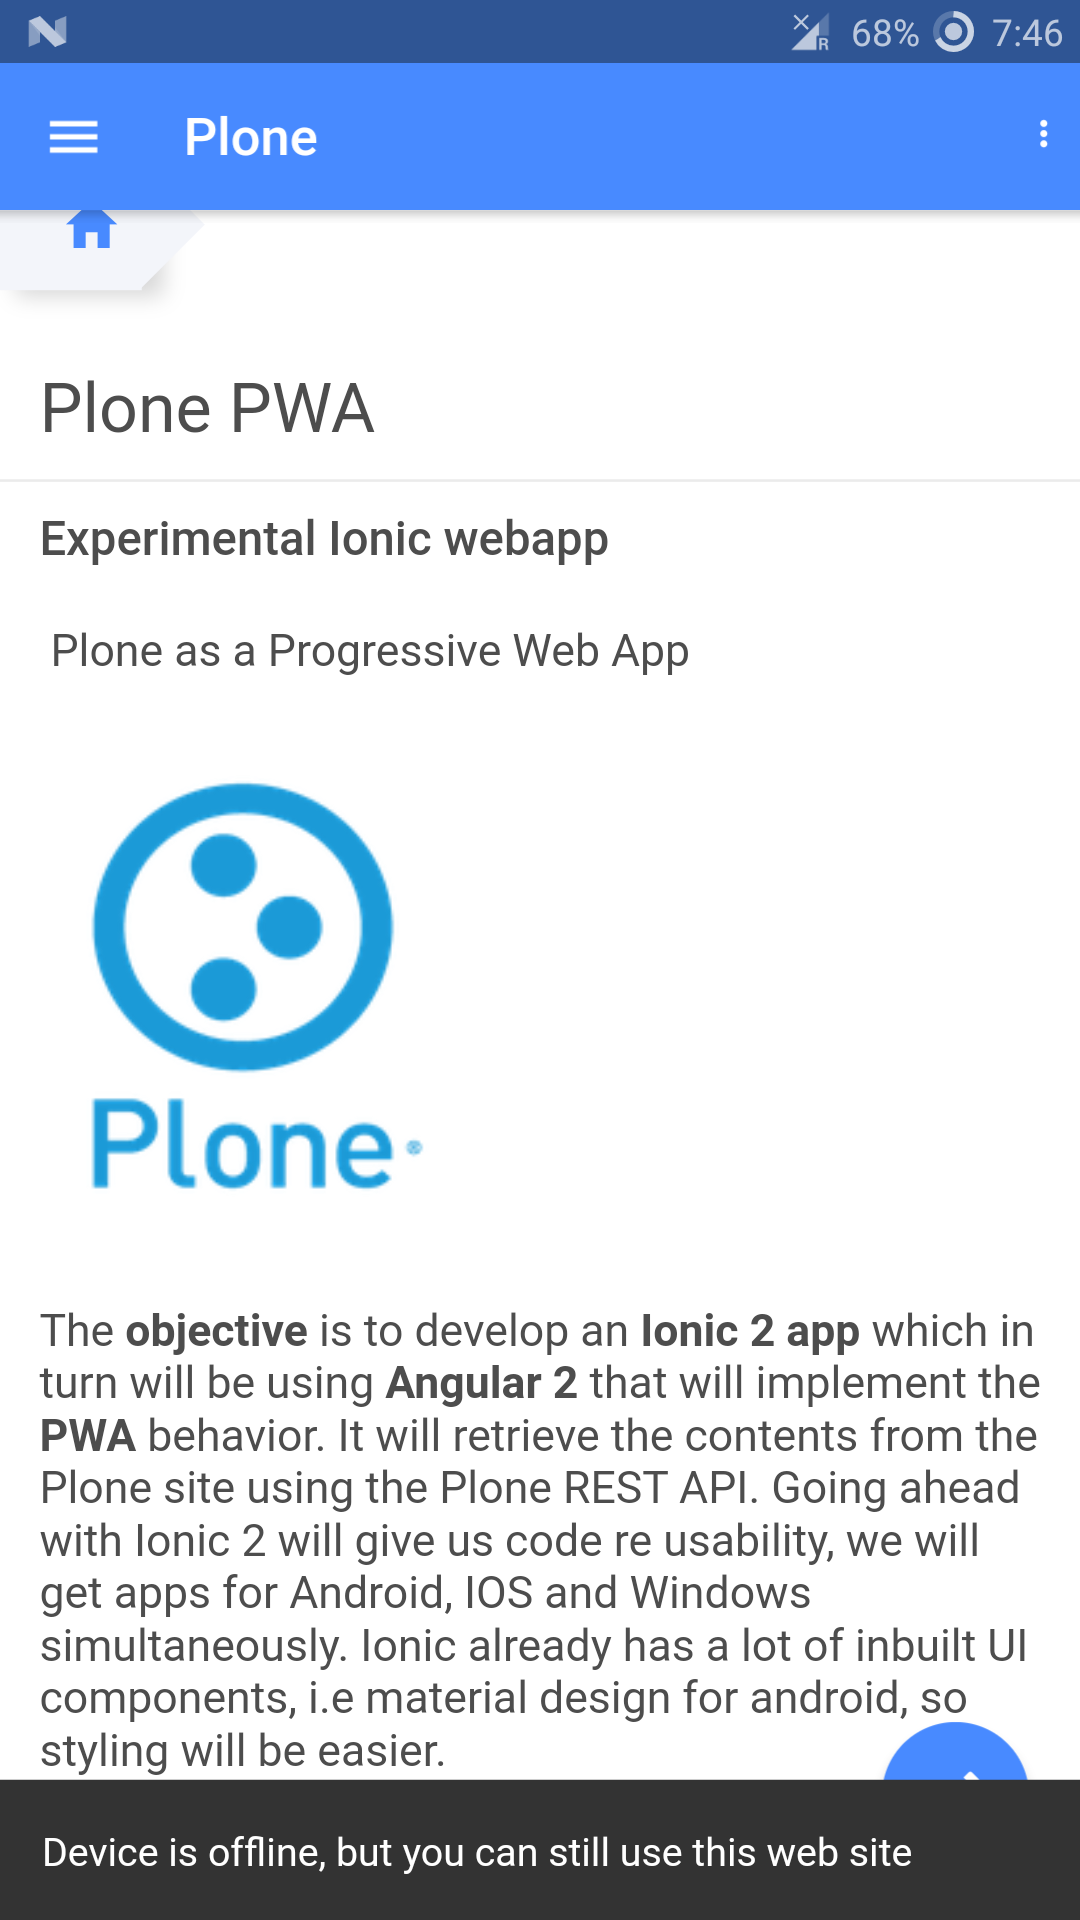 R 68% 7:46
Plone
Plone PWA
Experimental Ionic webapp
Plone as a Progressive Web App
Plone
The objective is to develop an Ionic 2 app which in
turn will be using Angular 2 that will implement the
PWA behavior. It will retrieve the contents from the
Plone site using the Plone REST API. Going ahead
with Ionic 2 will give us code re usability, we will
get apps for Android, IOS and Windows
simultaneously. Ionic already has a lot of inbuilt UI
components, i.e material design for android, so
styling will be easier.
Device is offline, but you can still use this web site